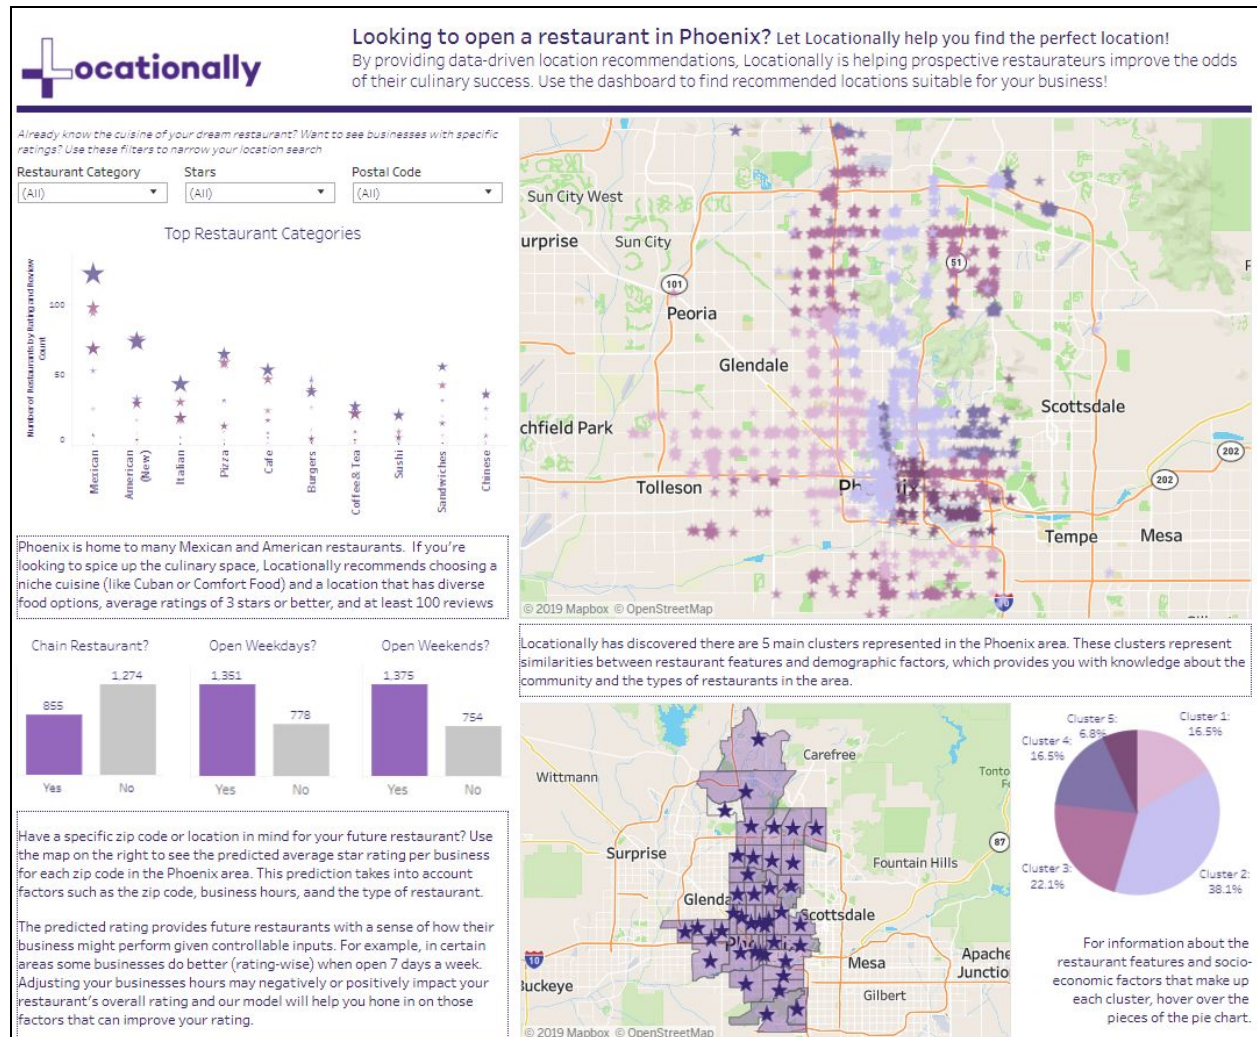 Locationally
Looking to open a restaurant in Phoenix? Let Locationally help you find the perfect location!
By providing data-driven location recommendations, Locationally is helping prospective restaurateurs improve the odds
of their culinary success. Use the dashboard to find recommended locations suitable for your business!
Already know the cuisine of your dream restaurant? Want to see businesses with specific
ratings? Use these filters to narrow your location search
Restaurant Category Stars Postal Code
(All) (All) (All)
Top Restaurant Categories
Number of Restaurants by Rating and Review
Count
100
50
0
Mexican
American
(New)
Italian
Pizza
Cafe
Burgers
Coffee & Tea
Sushi
Sandwiches
Chinese
Sun City West
urprise
Sun City
51
101
Peoria
Glendale
Scottsdale
chfield Park
202
Tolleson
202
Tempe
Mesa
10
© 2019 Mapbox © OpenStreetMap
Phoenix is home to many Mexican and American restaurants. If you're
looking to spice up the culinary space, Locationally recommends choosing a
niche cuisine (like Cuban or Comfort Food) and a location that has diverse
food options, average ratings of 3 stars or better, and at least 100 reviews
Locationally has discovered there are 5 main clusters represented in the Phoenix area. These clusters represent
similarities between restaurant features and demographic factors, which provides you with knowledge about the
community and the types of restaurants in the area.
Chain Restaurant?
855
1,274
Yes
No
Open Weekdays?
1,351
778
Yes
No
Open Weekends?
1,375
754
Yes
No
Have a specific zip code or location in mind for your future restaurant? Use
the map on the right to see the predicted average star rating per business
for each zip code in the Phoenix area. This prediction takes into account
factors such as the zip code, business hours, aand the type of restaurant.
The predicted rating provides future restaurants with a sense of how their
business might perform given controllable inputs. For example, in certain
areas some businesses do better (rating-wise) when open 7 days a week.
Adjusting your businesses hours may negatively or positively impact your
restaurant's overall rating and our model will help you hone in on those
factors that can improve your rating.
Carefree
Wittmann
Tonto
87
Surprise
Fountain Hills
Glenda
Scottsdale
10
Mesa
Apache
Junctio
Buckeye
Gilbert
© 2019 Mapbox © OpenStreetMap
Cluster 5:
6.8%
Cluster 1:
16.5%
Cluster 4:
16.5%
Cluster 3:
22.1%
Cluster 2:
38.1%
For information about the
restaurant features and socio-
economic factors that make up
each cluster, hover over the
pieces of the pie chart.